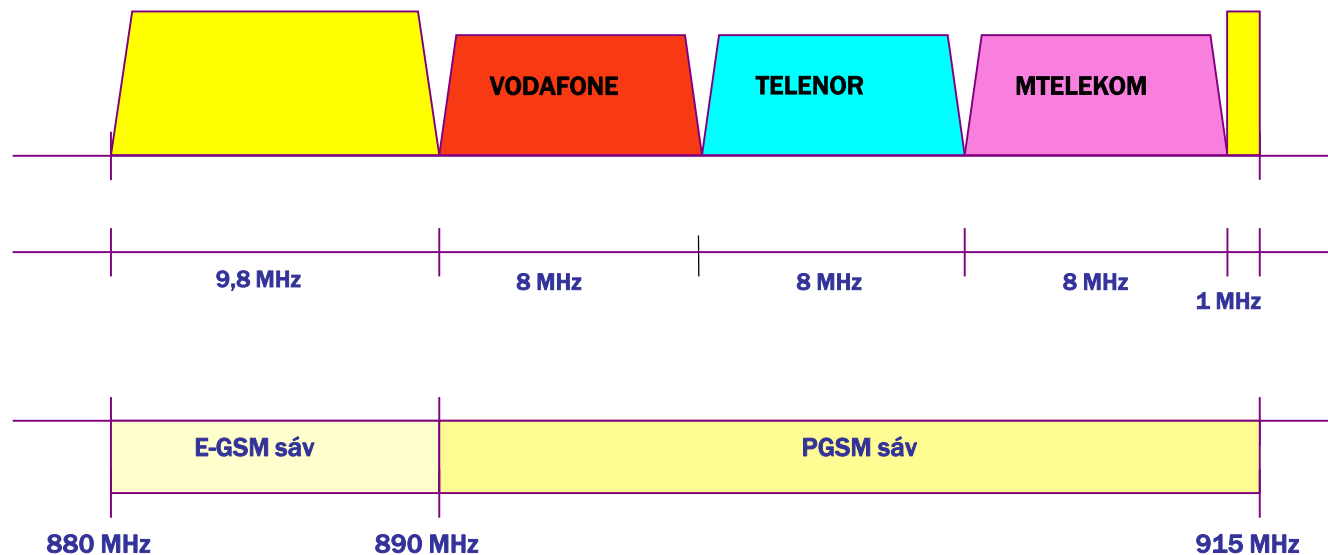 VODAFONE
TELENOR
MTELEKOM
9,8 MHz
8 MHz
8 MHz
8 MHz
1 MHz
E-GSM sáv
PGSM sáv
880 MHz
890 MHz
915 MHz